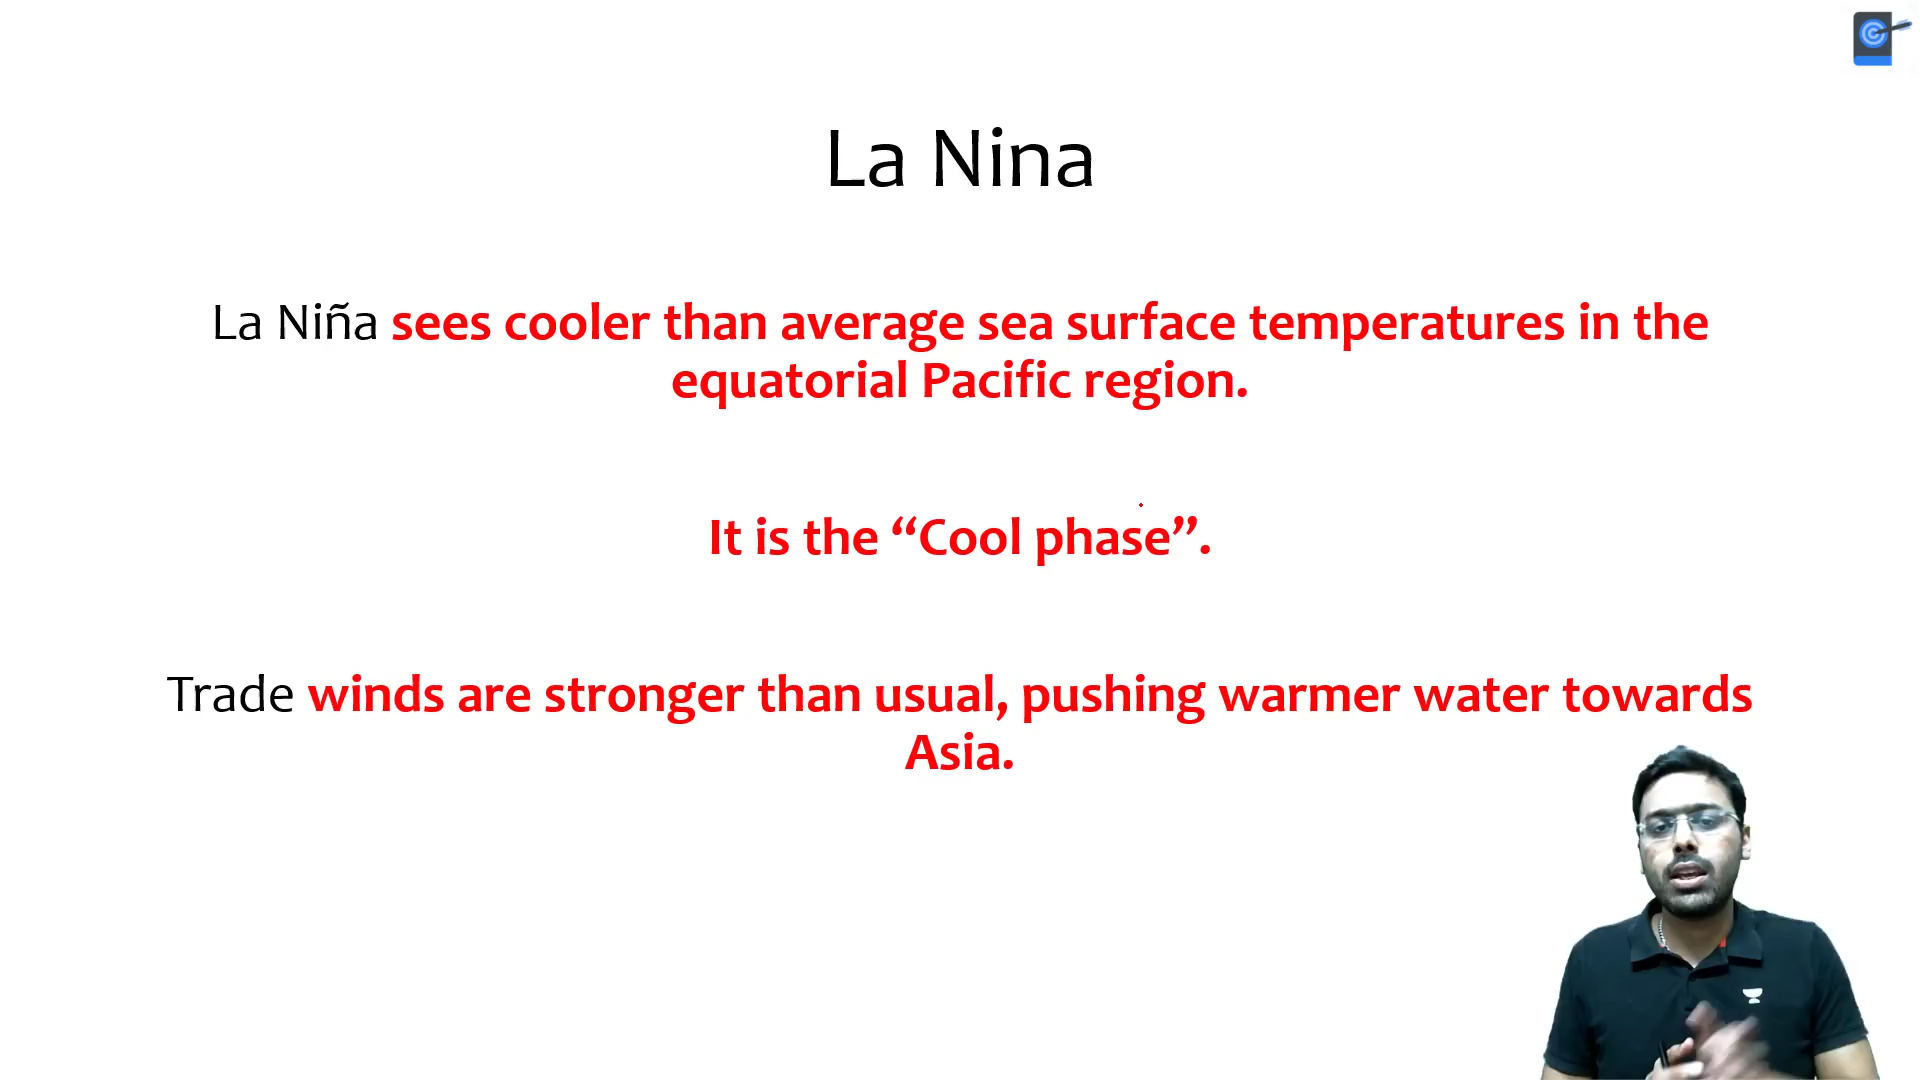 La Nina
La Niña sees cooler than average sea surface temperatures in the
equatorial Pacific region.
It is the “Cool phase”.
Trade winds are stronger than usual, pushing warmer water towards
Asia.